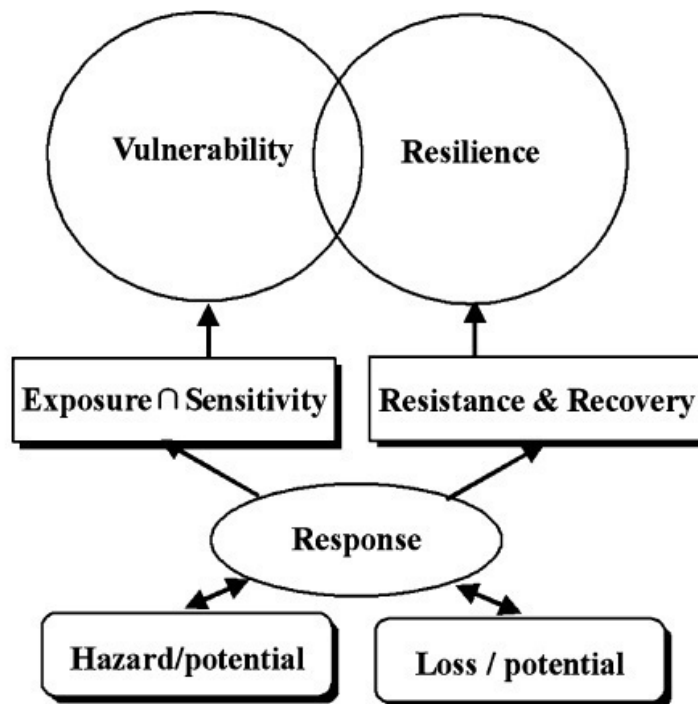 Vulnerability
Resilience
Exposure ∩ Sensitivity
Resistance & Recovery
Response
Hazard/potential
Loss / potential